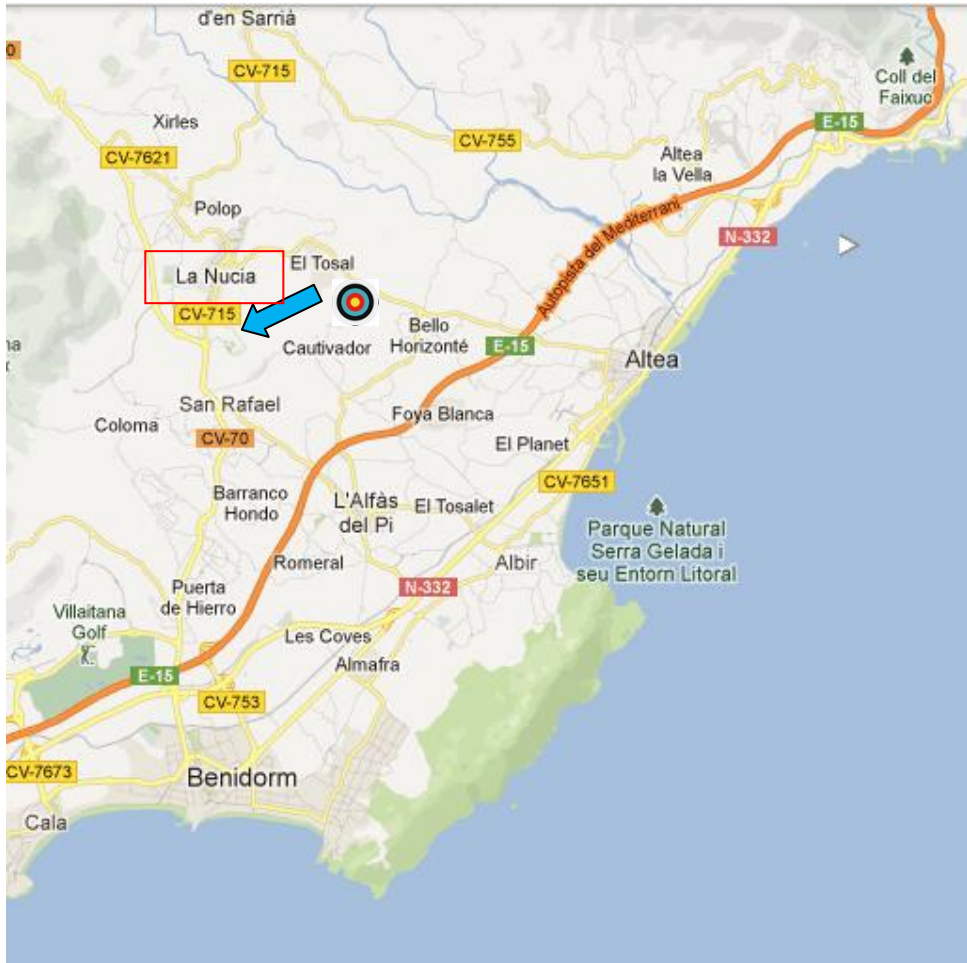 d'en Sarrià
0
CV-715
Coll del
Faixuc
E-15
Xirles
CV-755
CV-7621
Altea
la Vella
Polop
Autopista del Mediterrani
N-332
El Tosal
La Nucia
CV-715
Bello
Horizonté
E-15
na
Cautivador
Altea
San Rafael
Foya Blanca
Coloma
CV-70
El Planet
CV-7651
Barranco
Hondo
L'Alfàs
del Pi
El Tosalet
Parque Natural
Serra Gelada i
seu Entorn Litoral
Romeral
Albir
N-332
Puerta
de Hierro
Villaitana
Golf
Les Coves
Almafra
E-15
CV-753
CV-7673
Benidorm
Cala